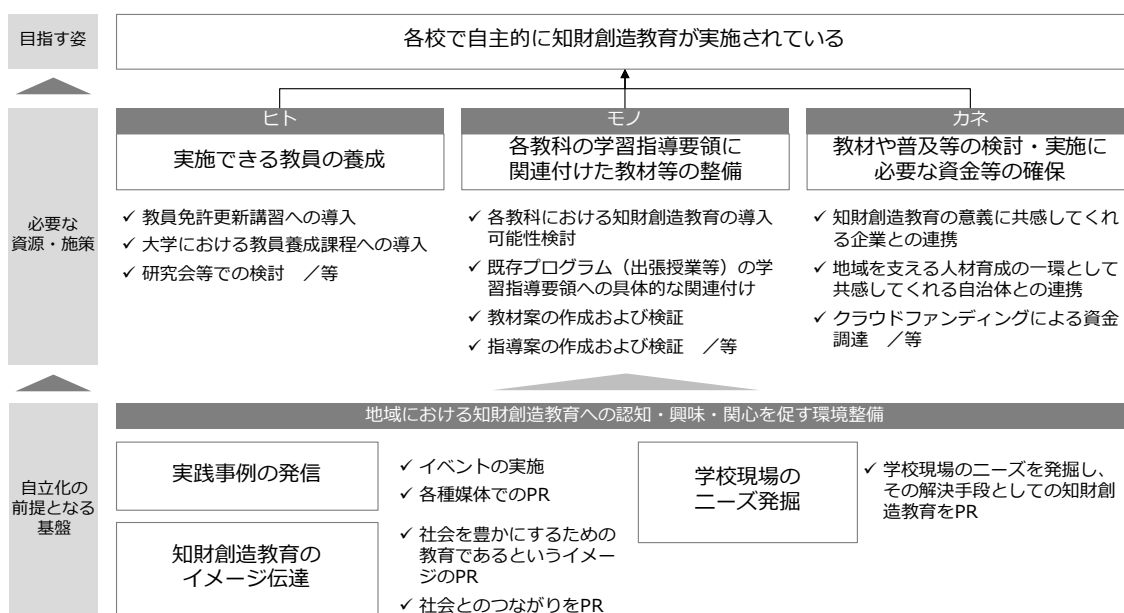 目指す姿
各校で自主的に知財創造教育が実施されている
必要な
資源・施策
ヒト
実施できる教員の養成
✓ 教員免許更新講習への導入
✓ 大学における教員養成課程への導入
✓ 研究会等での検討　／等
モノ
各教科の学習指導要領に
関連付けた教材等の整備
✓ 各教科における知財創造教育の導入
可能性検討
✓ 既存プログラム（出張授業等）の学
習指導要領への具体的な関連付け
✓ 教材案の作成および検証
✓ 指導案の作成および検証　／等
カネ
教材や普及等の検討・実施に
必要な資金等の確保
✓ 知財創造教育の意義に共感してくれ
る企業との連携
✓ 地域を支える人材育成の一環として
共感してくれる自治体との連携
✓ クラウドファンディングによる資金
調達　／等
自立化の
前提となる
基盤
地域における知財創造教育への認知・興味・関心を促す環境整備
実践事例の発信
✓ イベントの実施
✓ 各種媒体でのPR
知財創造教育の
イメージ伝達
✓ 社会を豊かにするための
教育であるというイメー
ジのPR
✓ 社会とのつながりをPR
学校現場の
ニーズ発掘
✓ 学校現場のニーズを発掘し、
その解決手段としての知財創
造教育をPR